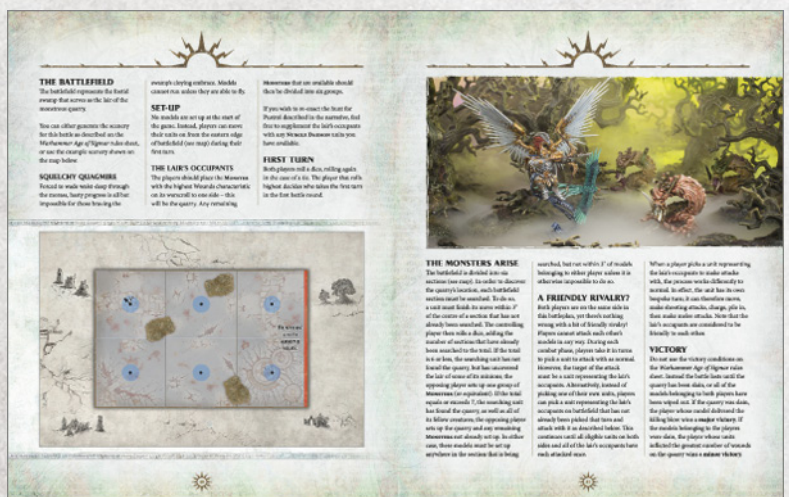 THE BATTLEFIELD
The battlefield represents the foetid
swamp that serves as the lair of the
monstrous quarry.
You can either generate the scenery
for this battle as described on the
Warhammer Age of Sigmar rules sheet,
or use the example scenery shown on
the map below.
SQUELCHY QUAGMIRE
Forced to wade waist-deep through
the morass, hasty progress is all but
impossible for those braving the
swamp's cloying embrace. Models
cannot run unless they are able to fly.
SET-UP
No models are set up at the start of
the game. Instead, players can move
their units on from the eastern edge
of battlefield (see map) during their
first turn.
THE LAIR'S OCCUPANTS
The players should place the Monster
with the highest Wounds characteristic
on its warscroll to one side – this
will be the quarry. Any remaining
Monsters that are available should
then be divided into six groups.
If you wish to re-enact the hunt for
described in the narrative, feel
free to supplement the lair's occupants
with any units you
have available.
FIRST TURN
Both players roll a dice, rolling again
in the case of a tie. The player that rolls
highest decides who takes the first turn
in the first battle round.
THE MONSTERS ARISE
The battlefield is divided into six
sections (see map). In order to discover
the quarry's location, each battlefield
section must be searched. To do so,
a unit must finish its move within 3"
of the centre of a section that has not
already been searched. The controlling
player then rolls a dice, adding the
number of sections that have already
been searched to the total. If the total
is 6 or less, the searching unit has not
found the quarry, but has uncovered
the lair of some of its minions; the
opposing player sets up one group of
Monsters (or equivalent). If the total
equals or exceeds 7, the searching unit
has found the quarry, as well as all of
its fellow creatures; the opposing player
sets up the quarry and any remaining
Monsters not already set up. In either
case, these models must be set up
anywhere in the section that is being
searched, but not within 3" of models
belonging to either player unless it is
otherwise impossible to do so.
A FRIENDLY RIVALRY?
Both players are on the same side in
this battleplan, yet there's nothing
wrong with a bit of friendly rivalry!
Players cannot attack each other's
models in any way. During each
combat phase, players take it in turns
to pick a unit to attack with as normal.
However, the target of the attack
must be a unit representing the lair's
occupants. Alternatively, instead of
picking one of their own units, players
can pick a unit representing the lair's
occupants on battlefield that has not
already been picked that turn and
attack with it as described below. This
continues until all eligible units on both
sides and all of the lair's occupants have
each attacked once.
When a player picks a unit representing
the lair's occupants to make attacks
with, the process works differently to
normal. In effect, the unit has its own
bespoke turn; it can therefore move,
make shooting attacks, charge, pile in,
then make melee attacks. Note that the
lair's occupants are considered to be
friendly to each other.
VICTORY
Do not use the victory conditions on
the Warhammer Age of Sigmar rules
sheet. Instead the battle lasts until the
quarry has been slain, or all of the
models belonging to both players have
been wiped out. If the quarry was slain,
the player whose model delivered the
killing blow wins a major victory. If
the models belonging to the players
were slain, the player whose units
inflicted the greatest number of wounds
on the quarry wins a minor victory.